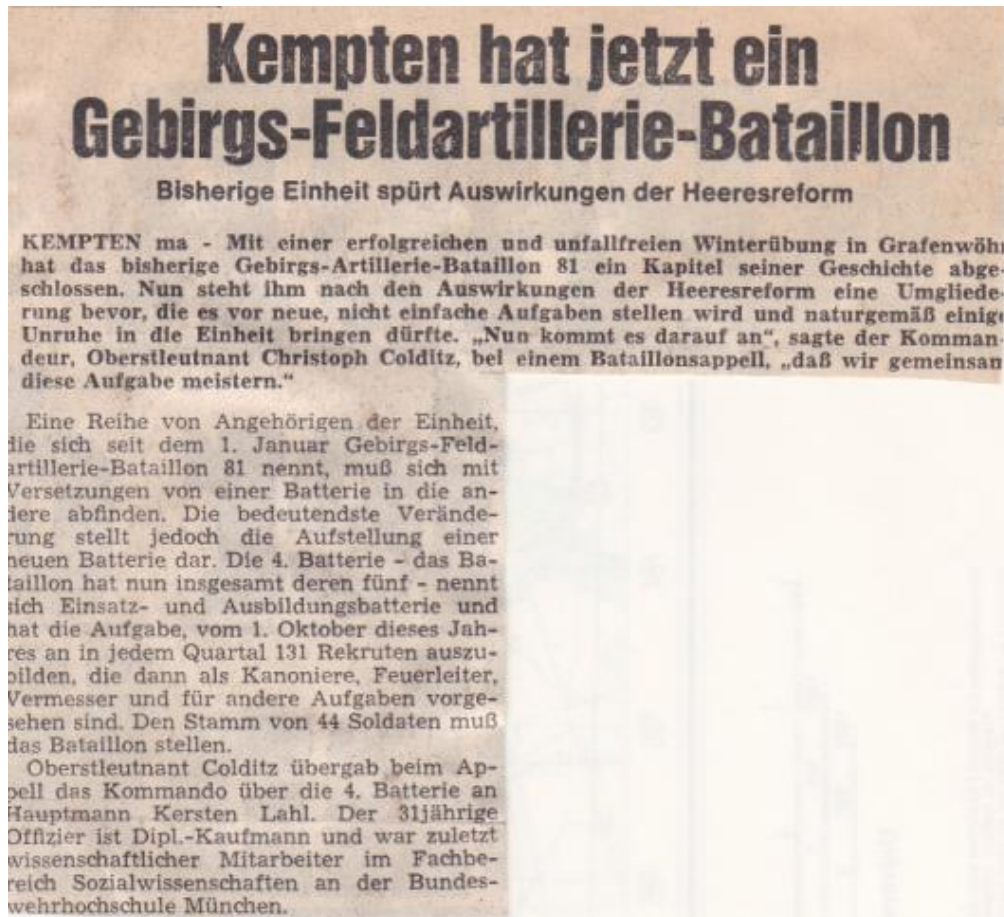 Kempten hat jetzt ein
Gebirgs-Feldartillerie-Bataillon
Bisherige Einheit spürt Auswirkungen der Heeresreform
KEMPTEN ma - Mit einer erfolgreichen und unfallfreien Winterübung in Grafenwöhr
hat das bisherige Gebirgs-Artillerie-Bataillon 81 ein Kapitel seiner Geschichte abge-
schlossen. Nun steht ihm nach den Auswirkungen der Heeresreform eine Umgliede-
rung bevor, die es vor neue, nicht einfache Aufgaben stellen wird und naturgemäß einige
Unruhe in die Einheit bringen dürfte. „Nun kommt es darauf an“, sagte der Komman-
deur, Oberstleutnant Christoph Colditz, bei einem Bataillonsappell, „daß wir gemeinsam
diese Aufgabe meistern.“
Eine Reihe von Angehörigen der Einheit,
die sich seit dem 1. Januar Gebirgs-Feld-
artillerie-Bataillon 81 nennt, muß sich mit
Versetzungen von einer Batterie in die an-
dere abfinden. Die bedeutendste Verände-
rung stellt jedoch die Aufstellung einer
neuen Batterie dar. Die 4. Batterie - das Ba-
taillon hat nun insgesamt deren fünf - nennt
sich Einsatz- und Ausbildungsbatterie und
hat die Aufgabe, vom 1. Oktober dieses Jah-
res an in jedem Quartal 131 Rekruten auszu-
bilden, die dann als Kanoniere, Feuerleiter,
Vermesser und für andere Aufgaben vorge-
sehen sind. Den Stamm von 44 Soldaten muß
das Bataillon stellen.
Oberstleutnant Colditz übergab beim Ap-
pell das Kommando über die 4. Batterie an
Hauptmann Kersten Lahl. Der 31jährige
Offizier ist Dipl.-Kaufmann und war zuletzt
wissenschaftlicher Mitarbeiter im Fachbe-
reich Sozialwissenschaften an der Bundes-
wehrhochschule München.